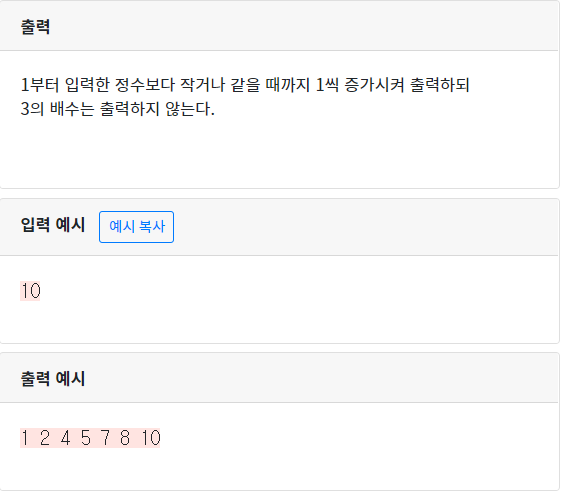 출력
1부터 입력한 정수보다 작거나 같을 때까지 1씩 증가시켜 출력하되
3의 배수는 출력하지 않는다.
입력 예시 예시 복사
10
출력 예시
1 2 4 5 7 8 10